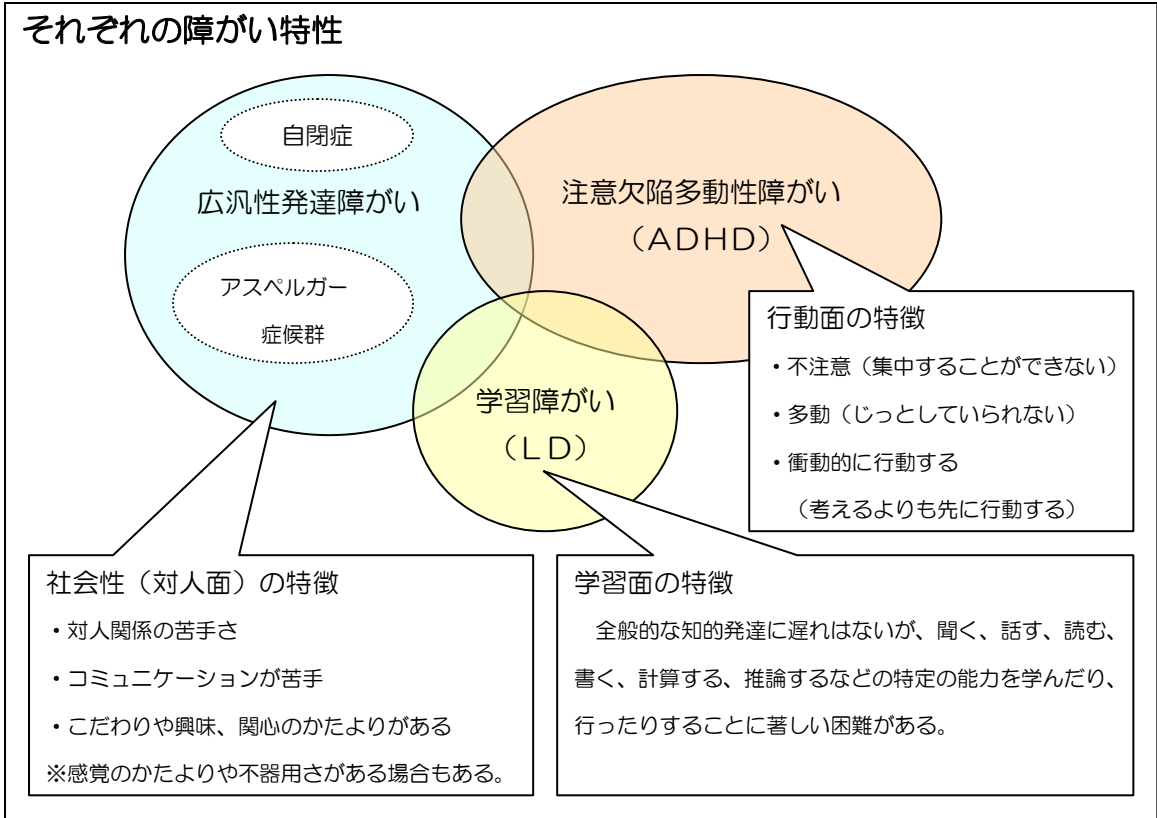 それぞれの障がい特性
自閉症
広汎性発達障がい
アスペルガー
症候群
注意欠陥多動性障がい
（ＡＤＨＤ）
学習障がい
（ＬＤ）
行動面の特徴
・不注意（集中することができない）
・多動（じっとしていられない）
・衝動的に行動する
（考えるよりも先に行動する）
社会性（対人面）の特徴
・対人関係の苦手さ
・コミュニケーションが苦手
・こだわりや興味、関心のかたよりがある
※感覚のかたよりや不器用さがある場合もある。
学習面の特徴
全般的な知的発達に遅れはないが、聞く、話す、読む、
書く、計算する、推論するなどの特定の能力を学んだり、
行ったりすることに著しい困難がある。